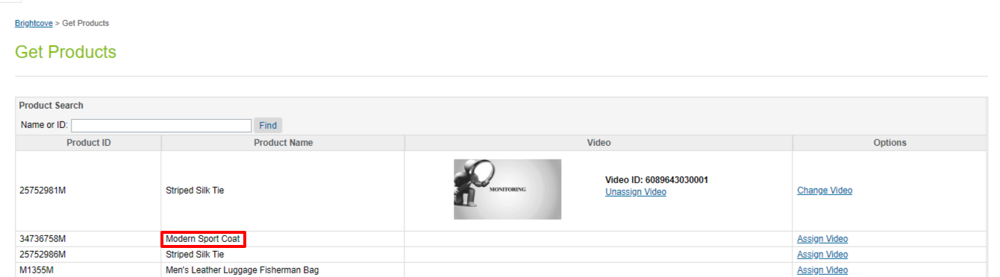 Brightcove > Get Products
Get Products
Product Search
Name or ID: Find
Product ID Product Name Video Options
25752981M Striped Silk Tie MONITORING Video ID: 6089643030001 Change Video
Unassign Video
34736758M Modern Sport Coat Assign Video
25752986M Striped Silk Tie Assign Video
M1355M Men's Leather Luggage Fisherman Bag Assign Video